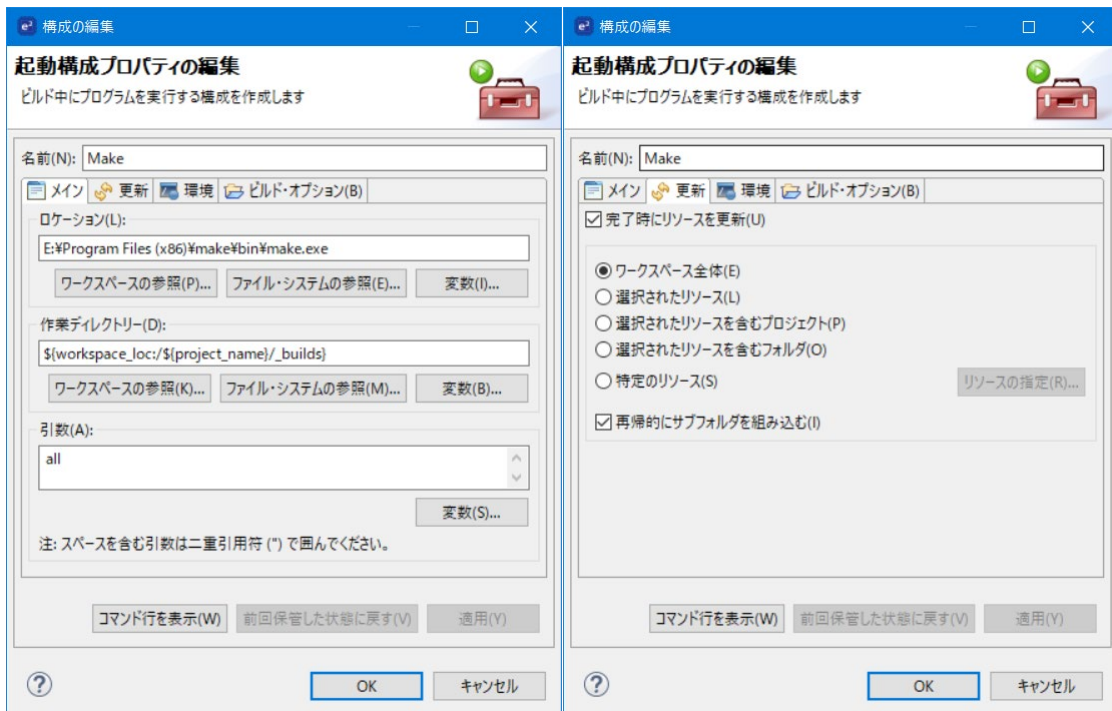 構成の編集
起動構成プロパティの編集
ビルド中にプログラムを実行する構成を作成します
名前(N): Make
メイン 更新 環境 ビルド・オプション(B)
ロケーション(L):
E:¥Program Files (x86)¥make¥bin¥make.exe
ワークスペースの参照(P)... ファイル・システムの参照(E)... 変数(I)...
作業ディレクトリー(D):
${workspace_loc:/${project_name}/_builds}
ワークスペースの参照(K)... ファイル・システムの参照(M)... 変数(B)...
引数(A):
all
変数(S)...
注: スペースを含む引数は二重引用符 (") で囲んでください。
コマンド行を表示(W) 前回保管した状態に戻す(V) 適用(Y)
? OK キャンセル
構成の編集
起動構成プロパティの編集
ビルド中にプログラムを実行する構成を作成します
名前(N): Make
メイン 更新 環境 ビルド・オプション(B)
完了時にリソースを更新(U)
ワークスペース全体(E)
選択されたリソース(L)
選択されたリソースを含むプロジェクト(P)
選択されたリソースを含むフォルダ(O)
特定のリソース(S) リソースの指定(R)...
再帰的にサブフォルダを組み込む(I)
コマンド行を表示(W) 前回保管した状態に戻す(V) 適用(Y)
? OK キャンセル